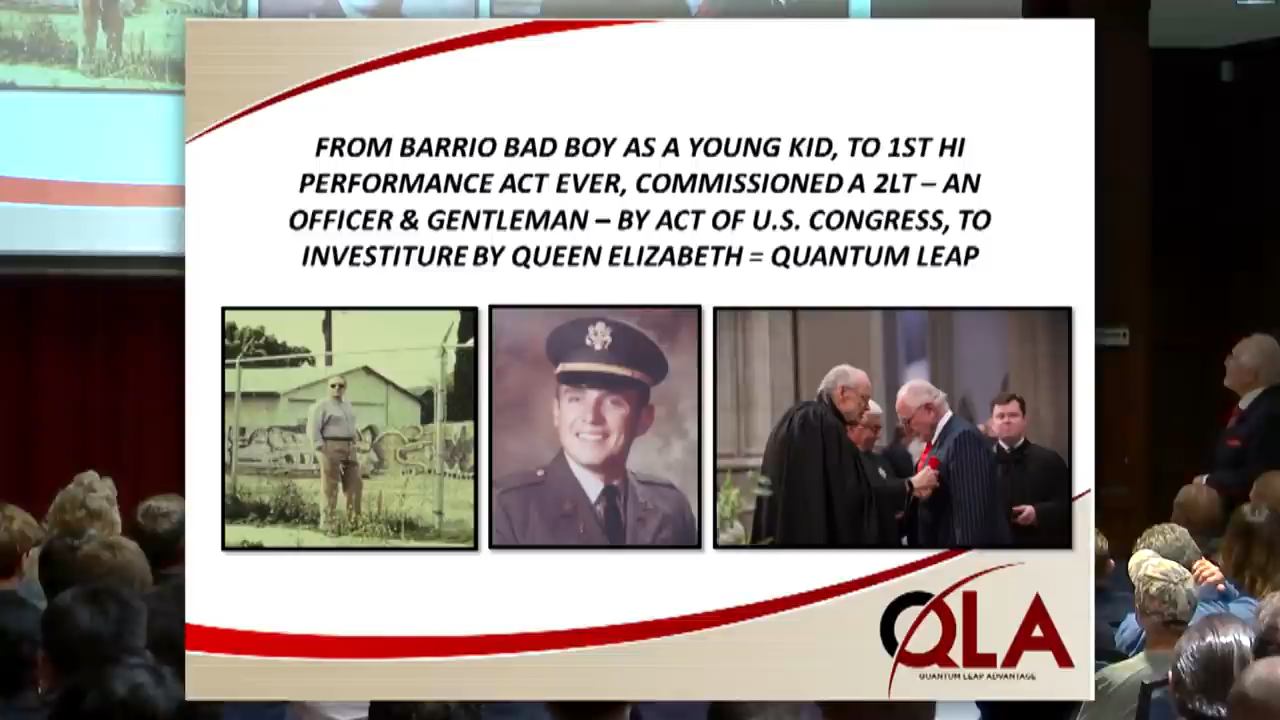 FROM BARRIO BAD BOY AS A YOUNG KID, TO 1ST HI
PERFORMANCE ACT EVER, COMMISSIONED A 2LT – AN
OFFICER & GENTLEMAN – BY ACT OF U.S. CONGRESS, TO
INVESTITURE BY QUEEN ELIZABETH = QUANTUM LEAP
QLA
QUANTUM LEAP ADVANTAGE